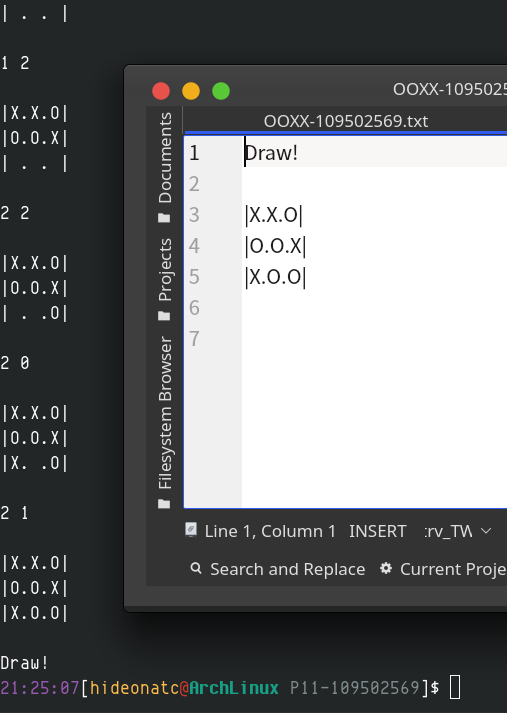 | . . |
1 2
|X.X.O|
|O.O.X|
| . . |
2 2
|X.X.O|
|O.O.X|
| . .O|
2 0
|X.X.O|
|O.O.X|
|X. .O|
2 1
|X.X.O|
|O.O.X|
|X.O.O|
Draw!
21:25:07[hideonatc@ArchLinux P11-109502569]$
OOXX-1095025
OOXX-109502569.txt
Documents
Projects
Filesystem Browser
1 Draw!
2
3 |X.X.O|
4 |O.O.X|
5 |X.O.O|
6
7
Line 1, Column 1 INSERT :rv_TW
Search and Replace Current Proje